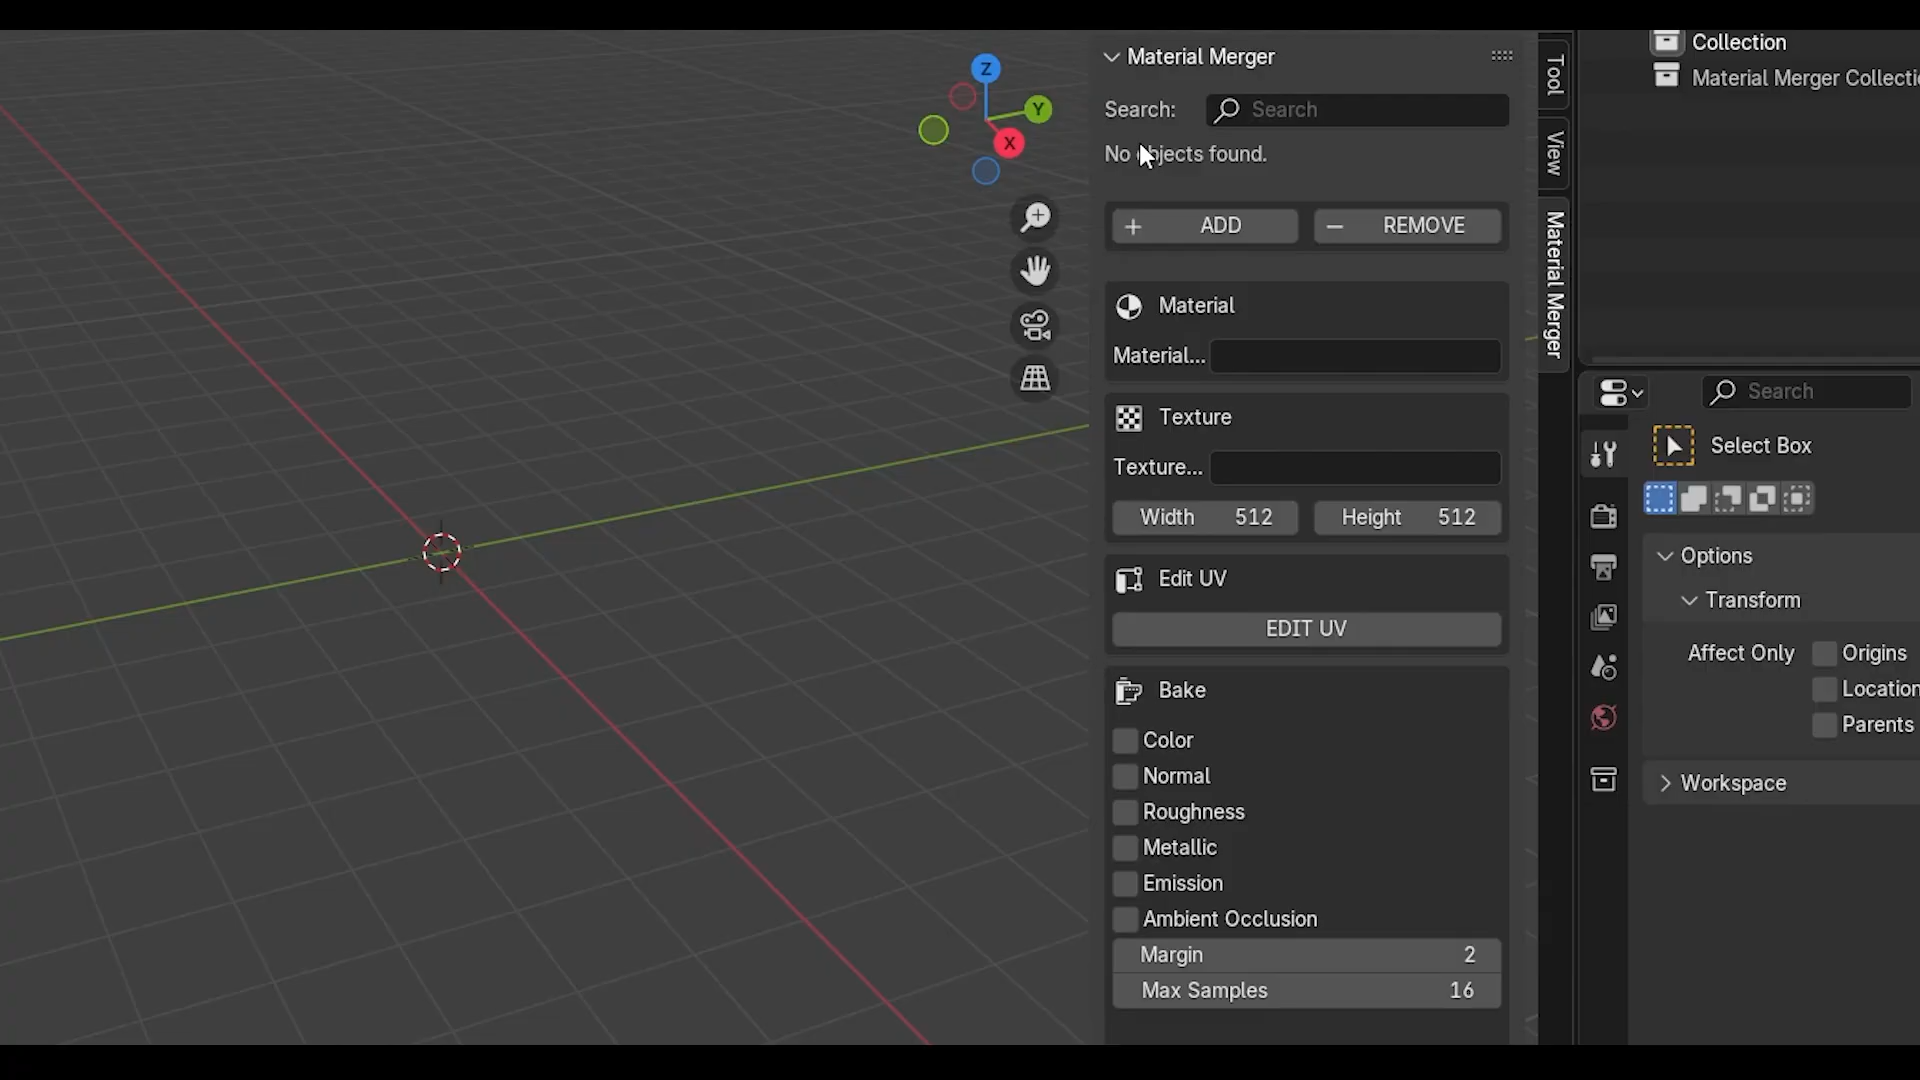 Material Merger
Search: Search
No objects found.
ADD REMOVE
Material
Material...
Texture
Texture...
Width 512 Height 512
Edit UV
EDIT UV
Bake
Color
Normal
Roughness
Metallic
Emission
Ambient Occlusion
Margin 2
Max Samples 16
Z
Y
X
Tool
View
Material Merger
Collection
Material Merger Collectio
Search
Select Box
Options
Transform
Affect Only Origins
Location
Parents
Workspace